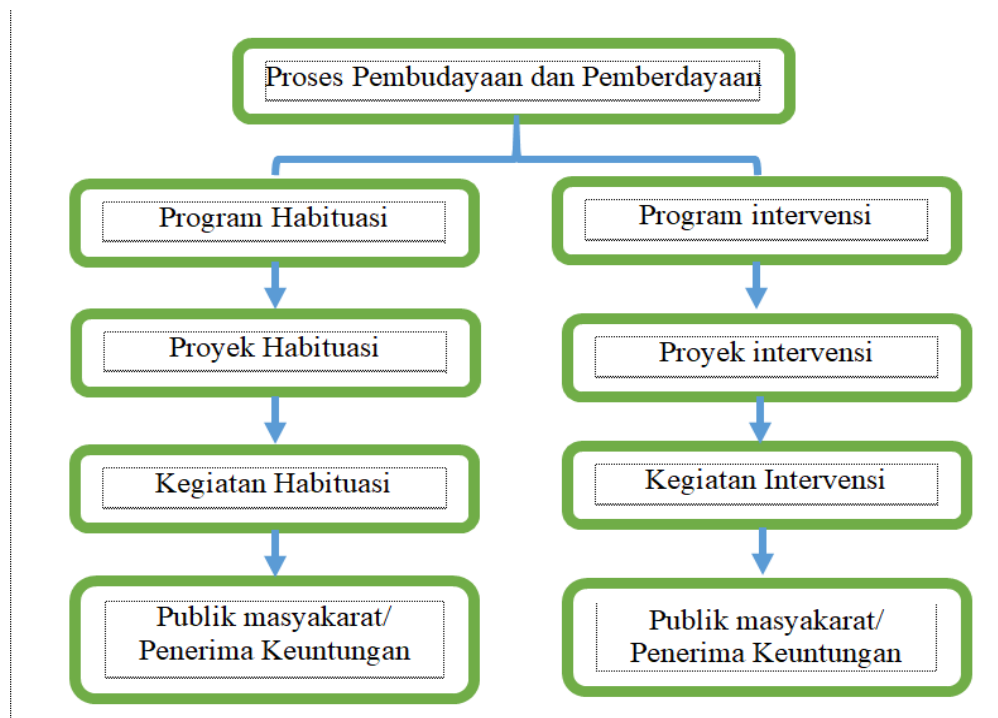 Proses Pembudayaan dan Pemberdayaan
Program Habituasi
Program intervensi
Proyek Habituasi
Proyek intervensi
Kegiatan Habituasi
Kegiatan Intervensi
Publik masyakarat/
Penerima Keuntungan
Publik masyakarat/
Penerima Keuntungan